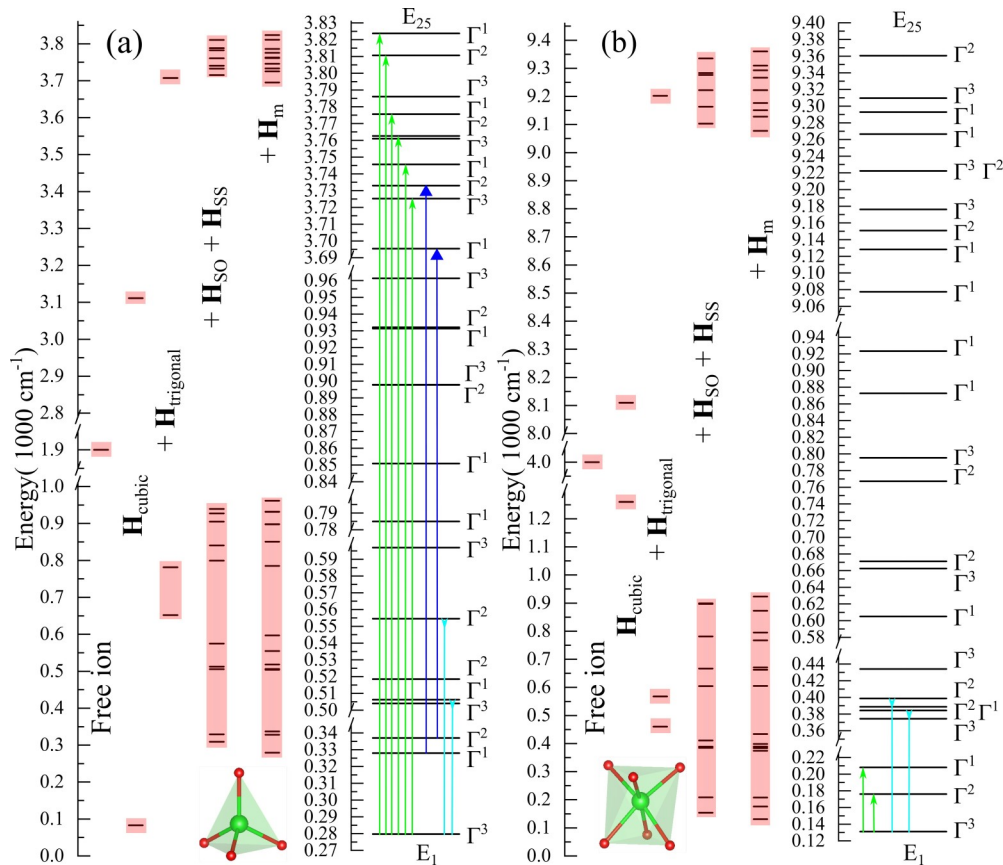 (a)
Energy( 1000 cm-1)
3.8
3.7
3.6
3.5
3.4
3.3
3.2
3.1
3.0
2.9
2.8
1.9
1.0
0.9
0.8
0.7
0.6
0.5
0.4
0.3
0.2
0.1
0.0
Free ion
Hcubic
+ Htrigonal
+ HSO + HSS
+ Hm
E25
3.83
3.82
3.81
3.80
3.79
3.78
3.77
3.76
3.75
3.74
3.73
3.72
3.71
3.70
3.69
0.96
0.95
0.94
0.93
0.92
0.91
0.90
0.89
0.88
0.87
0.86
0.85
0.84
0.79
0.78
0.59
0.58
0.57
0.56
0.55
0.54
0.53
0.52
0.51
0.50
0.34
0.33
0.32
0.31
0.30
0.29
0.28
0.27
Γ1
Γ2
Γ3
Γ1
Γ2
Γ3
Γ1
Γ2
Γ3
Γ1
Γ3
Γ2
Γ1
Γ3
Γ2
Γ1
Γ1
Γ3
Γ2
Γ2
Γ1
Γ3
Γ2
Γ1
Γ3
E1
(b)
Energy( 1000 cm-1)
9.4
9.3
9.2
9.1
9.0
8.9
8.8
8.7
8.6
8.5
8.4
8.3
8.2
8.1
8.0
4.0
1.2
1.1
1.0
0.9
0.8
0.7
0.6
0.5
0.4
0.3
0.2
0.1
0.0
Free ion
Hcubic
+ Htrigonal
+ HSO + HSS
+ Hm
E25
9.40
9.38
9.36
9.34
9.32
9.30
9.28
9.26
9.24
9.22
9.20
9.18
9.16
9.14
9.12
9.10
9.08
9.06
0.94
0.92
0.90
0.88
0.86
0.84
0.82
0.80
0.78
0.76
0.74
0.68
0.66
0.64
0.62
0.60
0.58
0.44
0.42
0.40
0.38
0.36
0.22
0.20
0.18
0.16
0.14
0.12
Γ2
Γ3
Γ1
Γ1
Γ3 Γ2
Γ3
Γ2
Γ1
Γ1
Γ1
Γ1
Γ3
Γ2
Γ2
Γ3
Γ1
Γ3
Γ2
Γ2 Γ1
Γ3
Γ1
Γ2
Γ3
E1